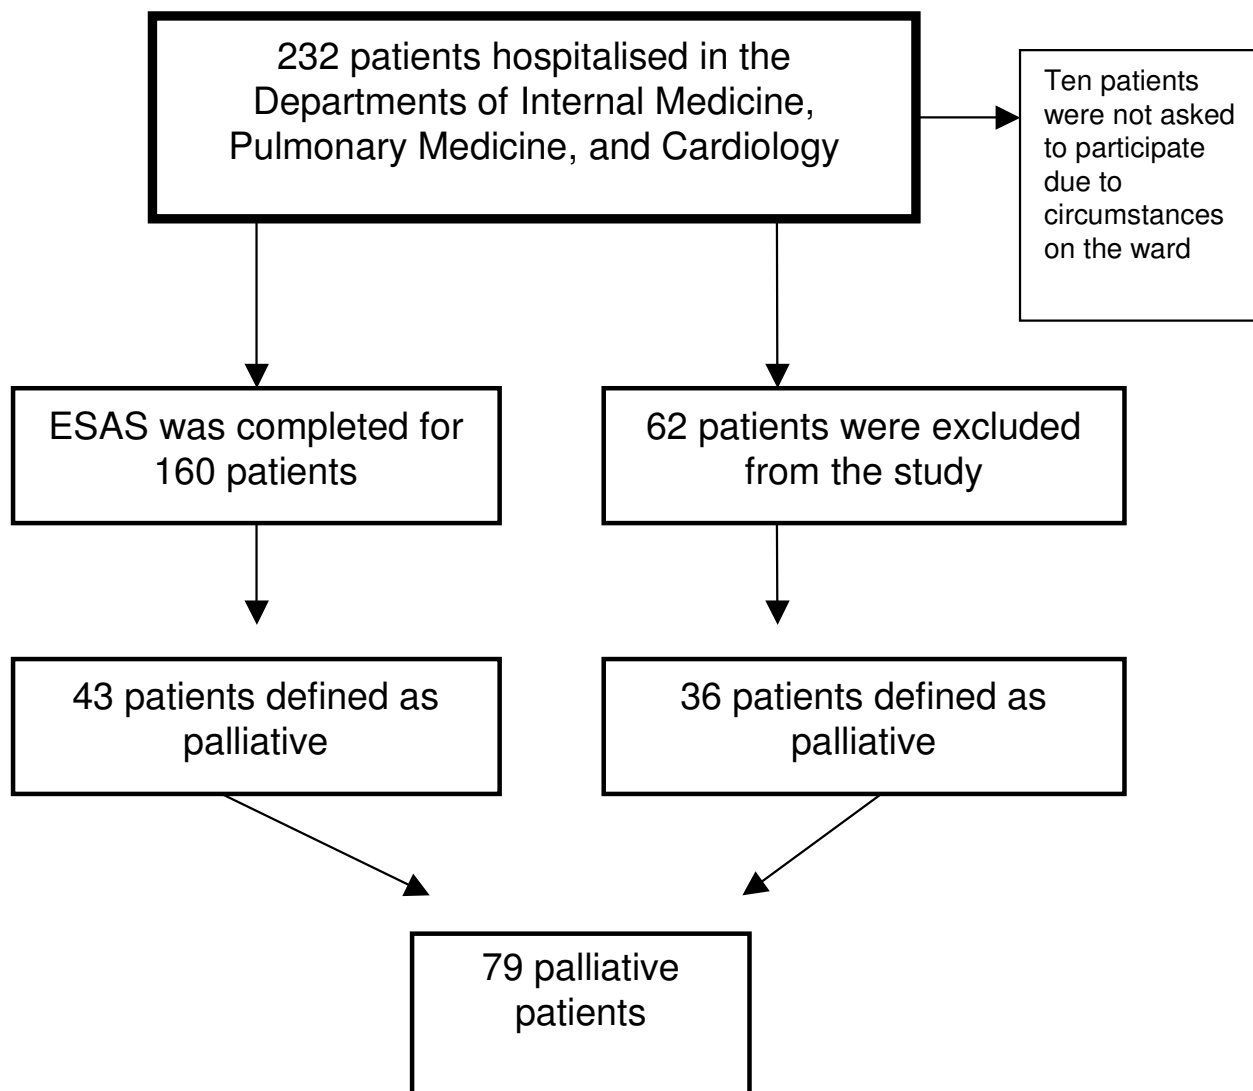 232 patients hospitalised in the
Departments of Internal Medicine,
Pulmonary Medicine, and Cardiology
Ten patients
were not asked
to participate
due to
circumstances
on the ward
ESAS was completed for
160 patients
62 patients were excluded
from the study
43 patients defined as
palliative
36 patients defined as
palliative
79 palliative
patients